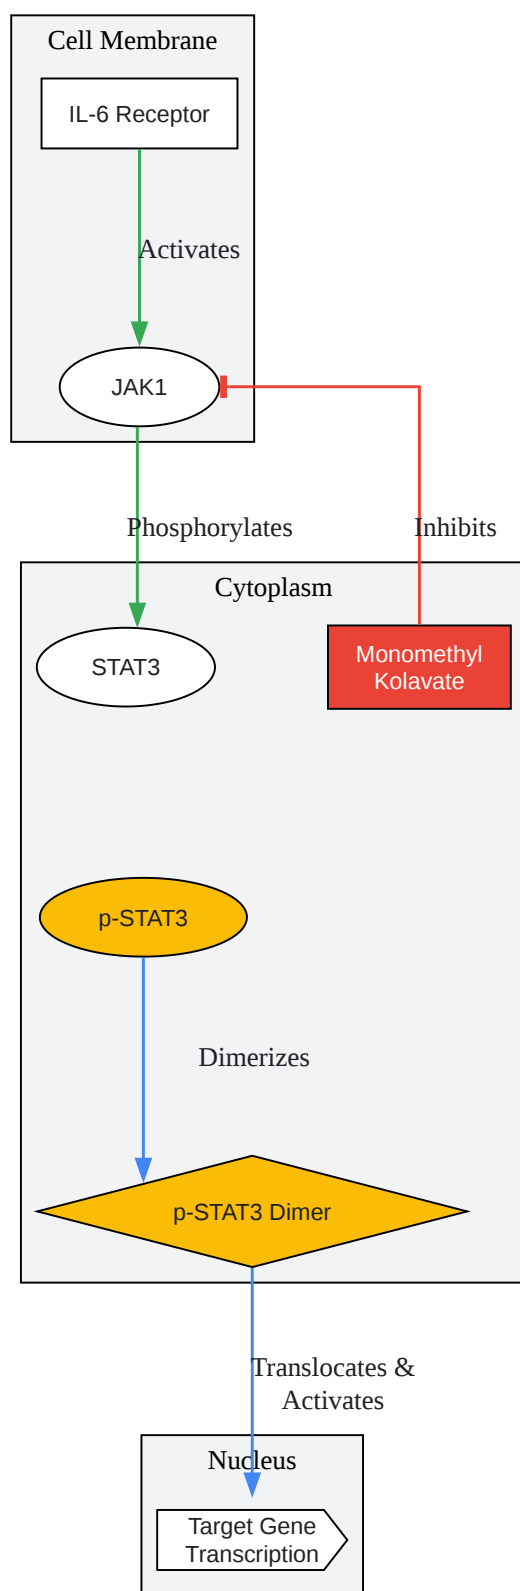 Cell Membrane
IL-6 Receptor
Activates
JAK1
Phosphorylates
Inhibits
Cytoplasm
STAT3
Monomethyl
Kolavate
p-STAT3
Dimerizes
p-STAT3 Dimer
Translocates &
Activates
Nucleus
Target Gene
Transcription